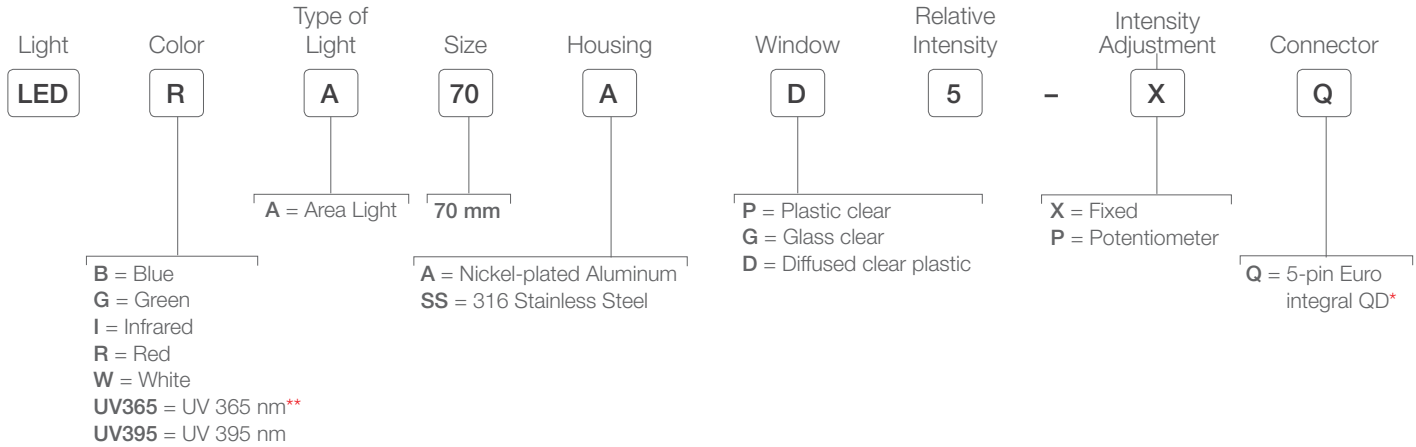 Light Color Type of Light Size Housing Window Relative Intensity Intensity Adjustment Connector
LED R A 70 A D 5 – X Q
A = Area Light
70 mm
P = Plastic clear
G = Glass clear
D = Diffused clear plastic
X = Fixed
P = Potentiometer
B = Blue
G = Green
I = Infrared
R = Red
W = White
UV365 = UV 365 nm**
UV395 = UV 395 nm
A = Nickel-plated Aluminum
SS = 316 Stainless Steel
Q = 5-pin Euro
integral QD*